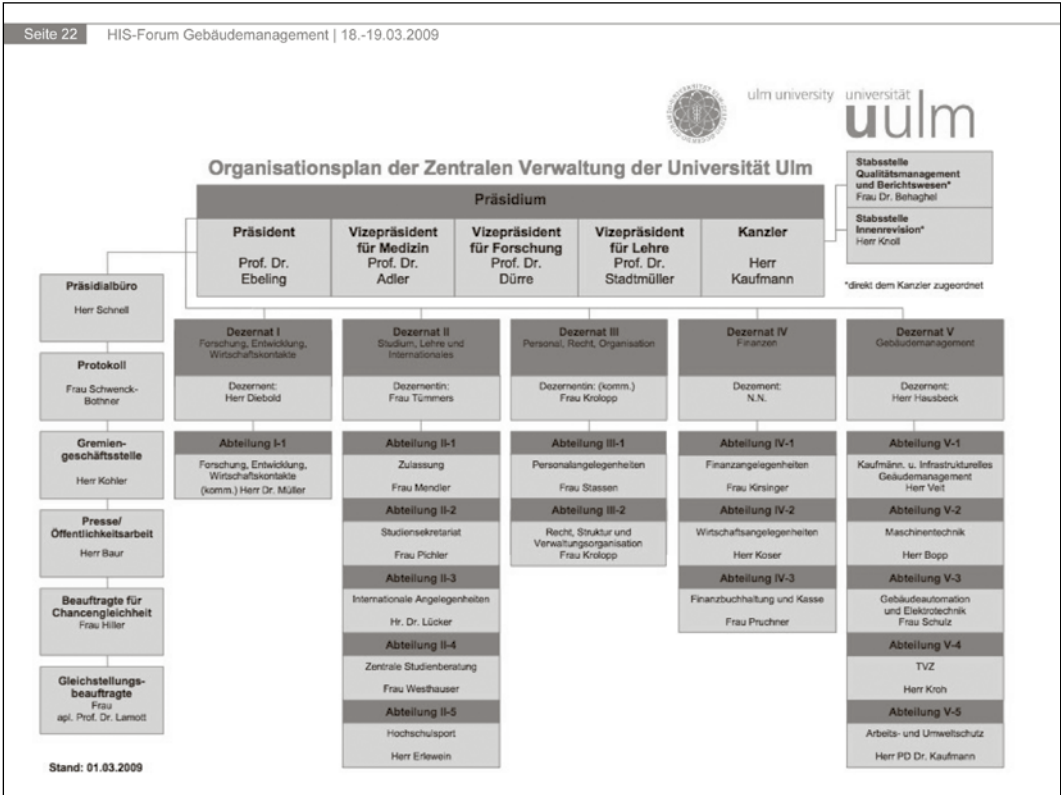 Seite 22 HIS-Forum Gebäudemanagement | 18.-19.03.2009
ulm university universität
uulm
Organisationsplan der Zentralen Verwaltung der Universität Ulm
Stabsstelle
Qualitätsmanagement
und Berichtswesen*
Frau Dr. Behaghel
Stabsstelle
Innenrevision*
Herr Knoll
*direkt dem Kanzler zugeordnet
Präsidium
Präsident
Prof. Dr.
Ebeling
Vizepräsident
für Medizin
Prof. Dr.
Adler
Vizepräsident
für Forschung
Prof. Dr.
Dürre
Vizepräsident
für Lehre
Prof. Dr.
Stadtmüller
Kanzler
Herr
Kaufmann
Präsidialbüro
Herr Schnell
Protokoll
Frau Schwenck-
Bothner
Gremien-
geschäftsstelle
Herr Kohler
Presse/
Öffentlichkeitsarbeit
Herr Baur
Beauftragte für
Chancengleichheit
Frau Hiller
Gleichstellungs-
beauftragte
Frau
apl. Prof. Dr. Lamott
Dezernat I
Forschung, Entwicklung,
Wirtschaftskontakte
Dezernent:
Herr Diebold
Abteilung I-1
Forschung, Entwicklung,
Wirtschaftskontakte
(komm.) Herr Dr. Müller
Dezernat II
Studium, Lehre und
Internationales
Dezernentin:
Frau Tümmers
Abteilung II-1
Zulassung
Frau Mendler
Abteilung II-2
Studiensekretariat
Frau Pichler
Abteilung II-3
Internationale Angelegenheiten
Hr. Dr. Lücker
Abteilung II-4
Zentrale Studienberatung
Frau Westhauser
Abteilung II-5
Hochschulsport
Herr Erlewein
Dezernat III
Personal, Recht, Organisation
Dezernentin: (komm.)
Frau Krolopp
Abteilung III-1
Personalangelegenheiten
Frau Stassen
Abteilung III-2
Recht, Struktur und
Verwaltungsorganisation
Frau Krolopp
Dezernat IV
Finanzen
Dezernent:
N.N.
Abteilung IV-1
Finanzangelegenheiten
Frau Kirsinger
Abteilung IV-2
Wirtschaftsangelegenheiten
Herr Koser
Abteilung IV-3
Finanzbuchhaltung und Kasse
Frau Pruchner
Dezernat V
Gebäudemanagement
Dezernent:
Herr Hausbeck
Abteilung V-1
Kaufmänn. u. Infrastrukturelles
Geäudemanagement
Herr Veit
Abteilung V-2
Maschinentechnik
Herr Bopp
Abteilung V-3
Gebäudeautomation
und Elektrotechnik
Frau Schulz
Abteilung V-4
TVZ
Herr Kroh
Abteilung V-5
Arbeits- und Umweltschutz
Herr PD Dr. Kaufmann
Stand: 01.03.2009